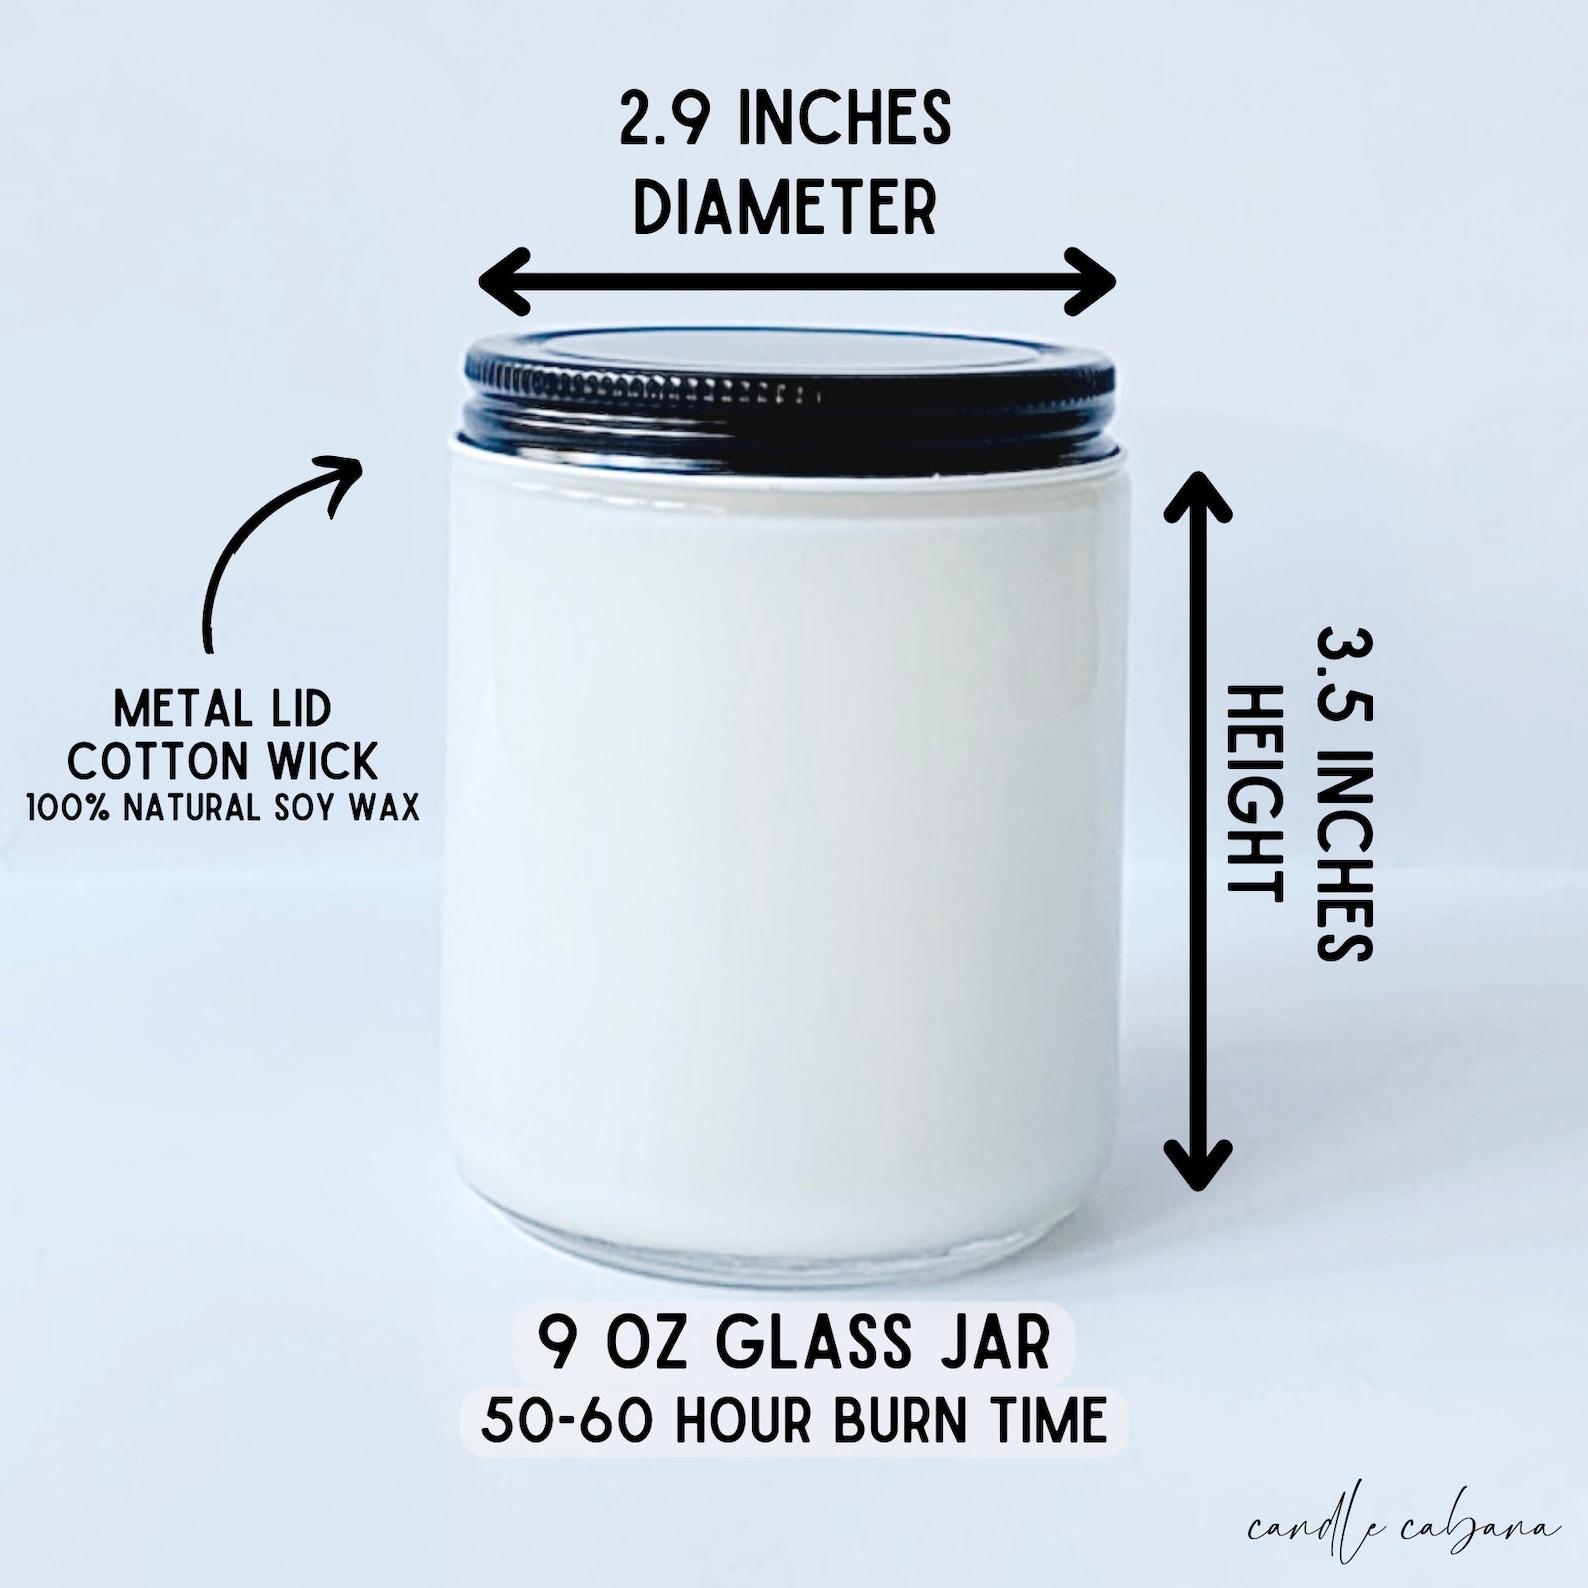 2.9 INCHES
DIAMETER
METAL LID
COTTON WICK
100% NATURAL SOY WAX
3.5 INCHES
HEIGHT
9 OZ GLASS JAR
50-60 HOUR BURN TIME
candle cabana